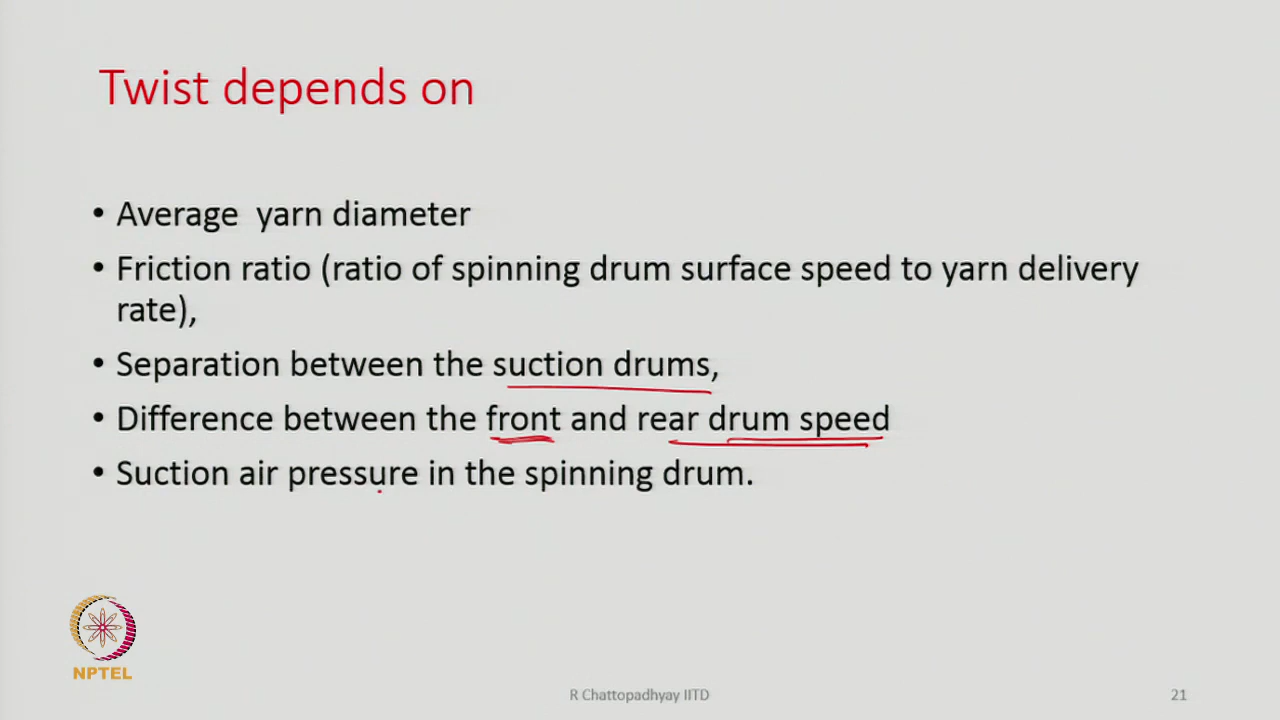 Twist depends on
• Average yarn diameter
• Friction ratio (ratio of spinning drum surface speed to yarn delivery
rate),
• Separation between the suction drums,
• Difference between the front and rear drum speed
• Suction air pressure in the spinning drum.
NPTEL
R Chattopadhyay IITD
21